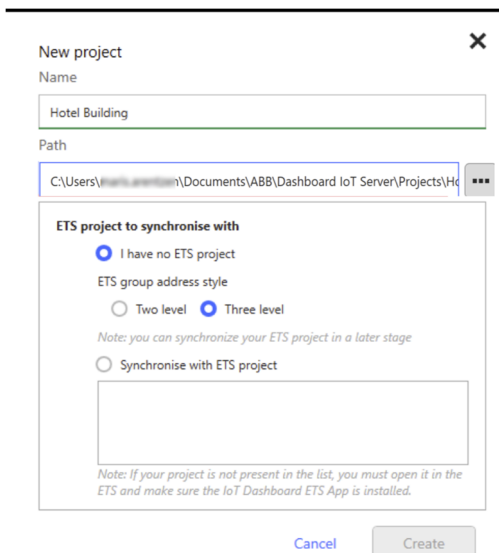 New project
Name
Hotel Building
Path
C:\Users\ \Documents\ABB\Dashboard IoT Server\Projects\Ho
ETS project to synchronise with
I have no ETS project
ETS group address style
Two level Three level
Note: you can synchronize your ETS project in a later stage
Synchronise with ETS project
Note: If your project is not present in the list, you must open it in the
ETS and make sure the IoT Dashboard ETS App is installed.
Cancel Create